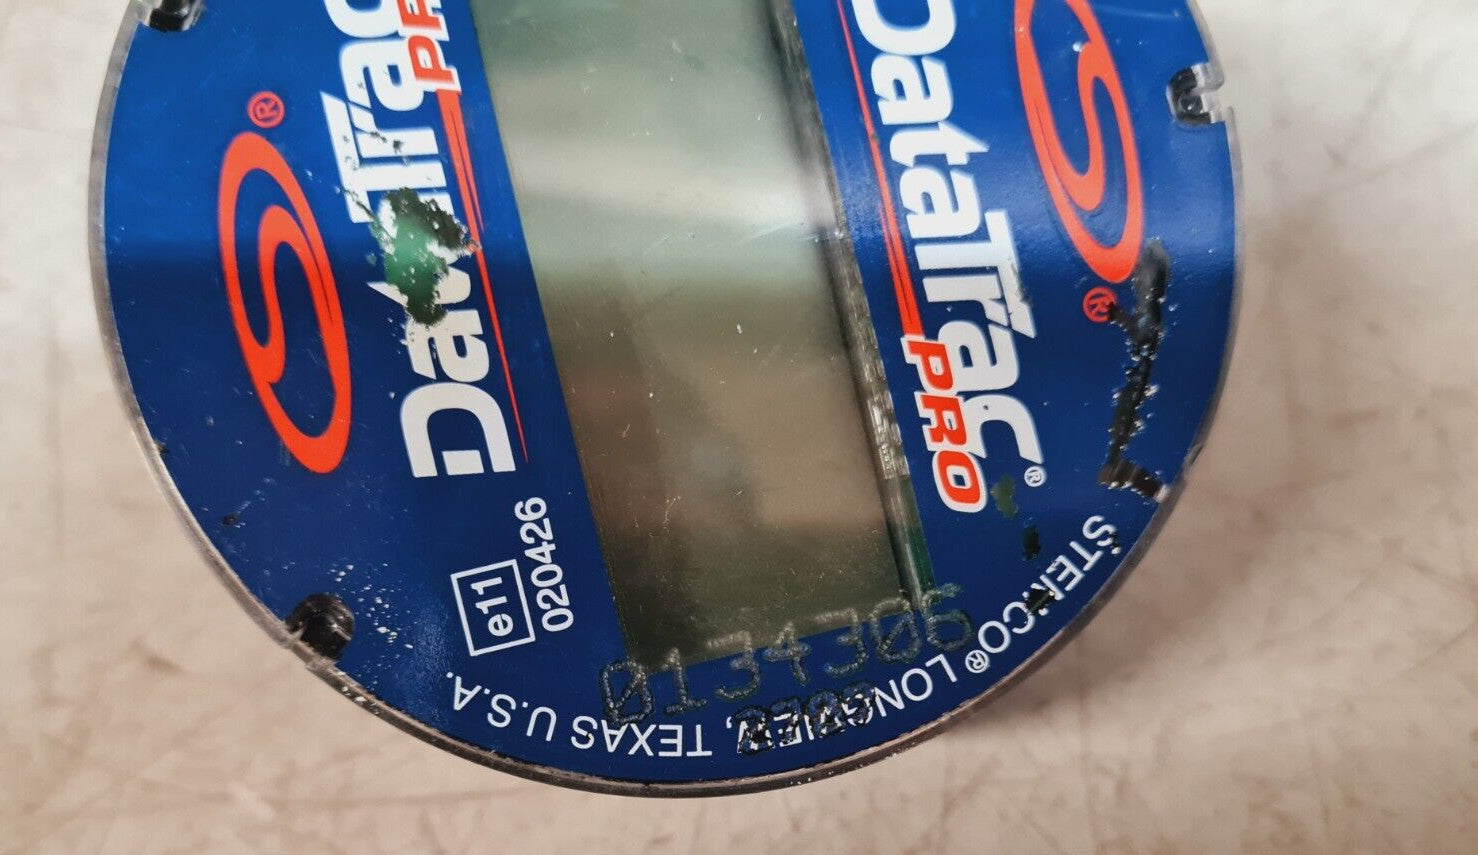 DataTrac
PRO
®
DataTrac®
PRO
®
e11
020426
0134306
STEMCO® LONGVIEW, TEXAS U.S.A.